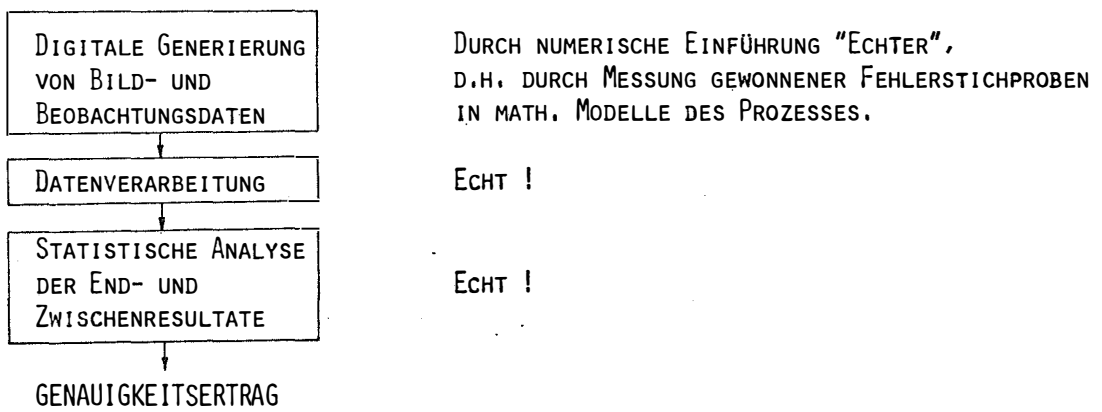 DIGITALE GENERIERUNG
VON BILD- UND
BEOBACHTUNGSDATEN
DURCH NUMERISCHE EINFÜHRUNG "ECHTER",
D.H. DURCH MESSUNG GEWONNENER FEHLERSTICHPROBEN
IN MATH. MODELLE DES PROZESSES.
DATENVERARBEITUNG
ECHT !
STATISTISCHE ANALYSE
DER END- UND
ZWISCHENRESULTATE
ECHT !
GENAUIGKEITSERTRAG